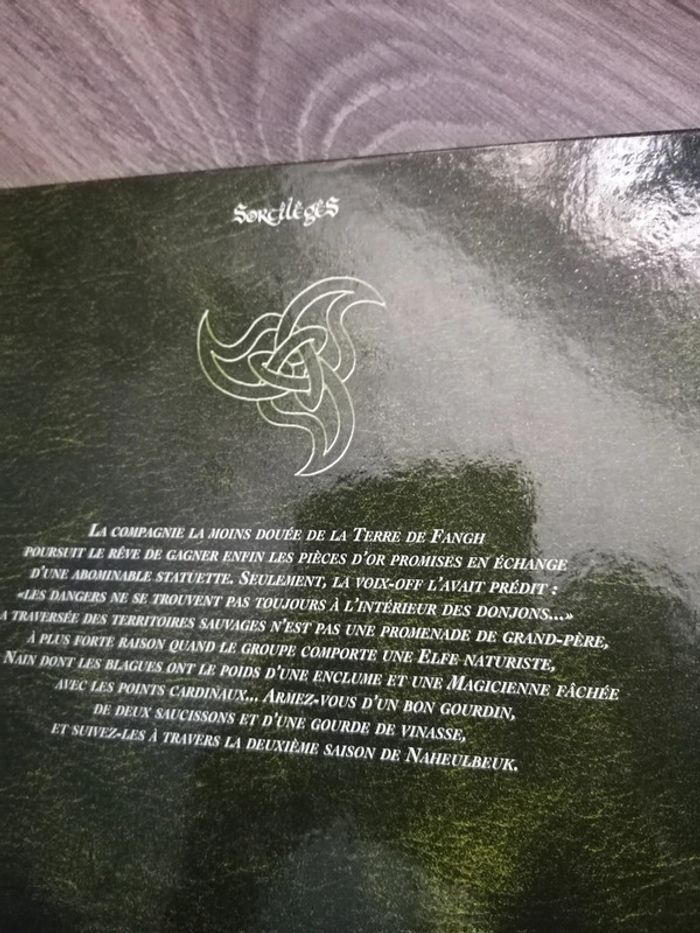 Sortilèges
La compagnie la moins douée de la Terre de Fangh
poursuit le rêve de gagner enfin les pièces d'or promises en échange
d'une abominable statuette. Seulement, la voix-off l'avait prédit :
«les dangers ne se trouvent pas toujours à l'intérieur des donjons...»
a traversée des territoires sauvages n'est pas une promenade de grand-père,
à plus forte raison quand le groupe comporte une Elfe naturiste,
Nain dont les blagues ont le poids d'une enclume et une Magicienne fâchée
avec les points cardinaux... Armez-vous d'un bon gourdin,
de deux saucissons et d'une gourde de vinasse,
et suivez-les à travers la deuxième saison de Naheulbeuk.